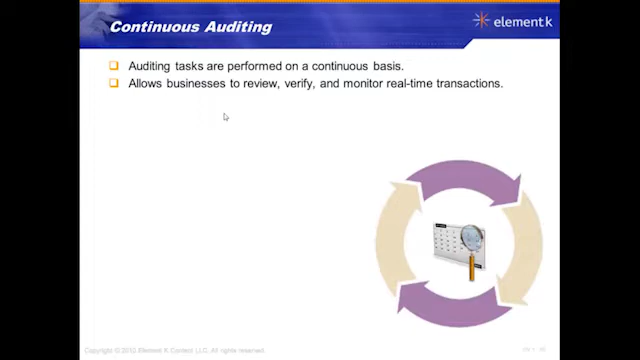 Continuous Auditing
element k
Auditing tasks are performed on a continuous basis.
Allows businesses to review, verify, and monitor real-time transactions.
Copyright © 2010 Element K Content LLC. All rights reserved.